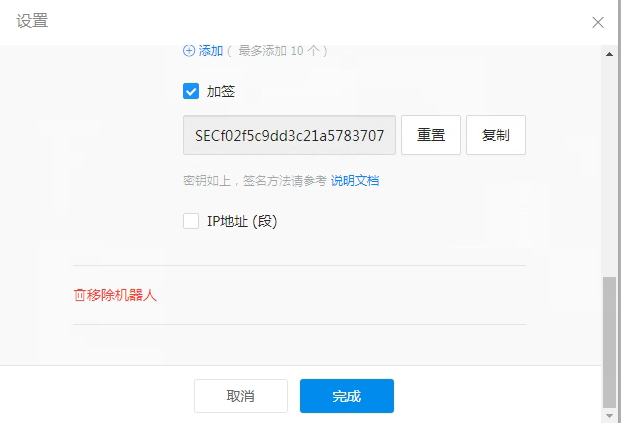 设置
添加（最多添加 10 个）
加签
SECf02f5c9dd3c21a5783707 重置 复制
密钥如上，签名方法请参考 说明文档
IP地址 (段)
移除机器人
取消 完成